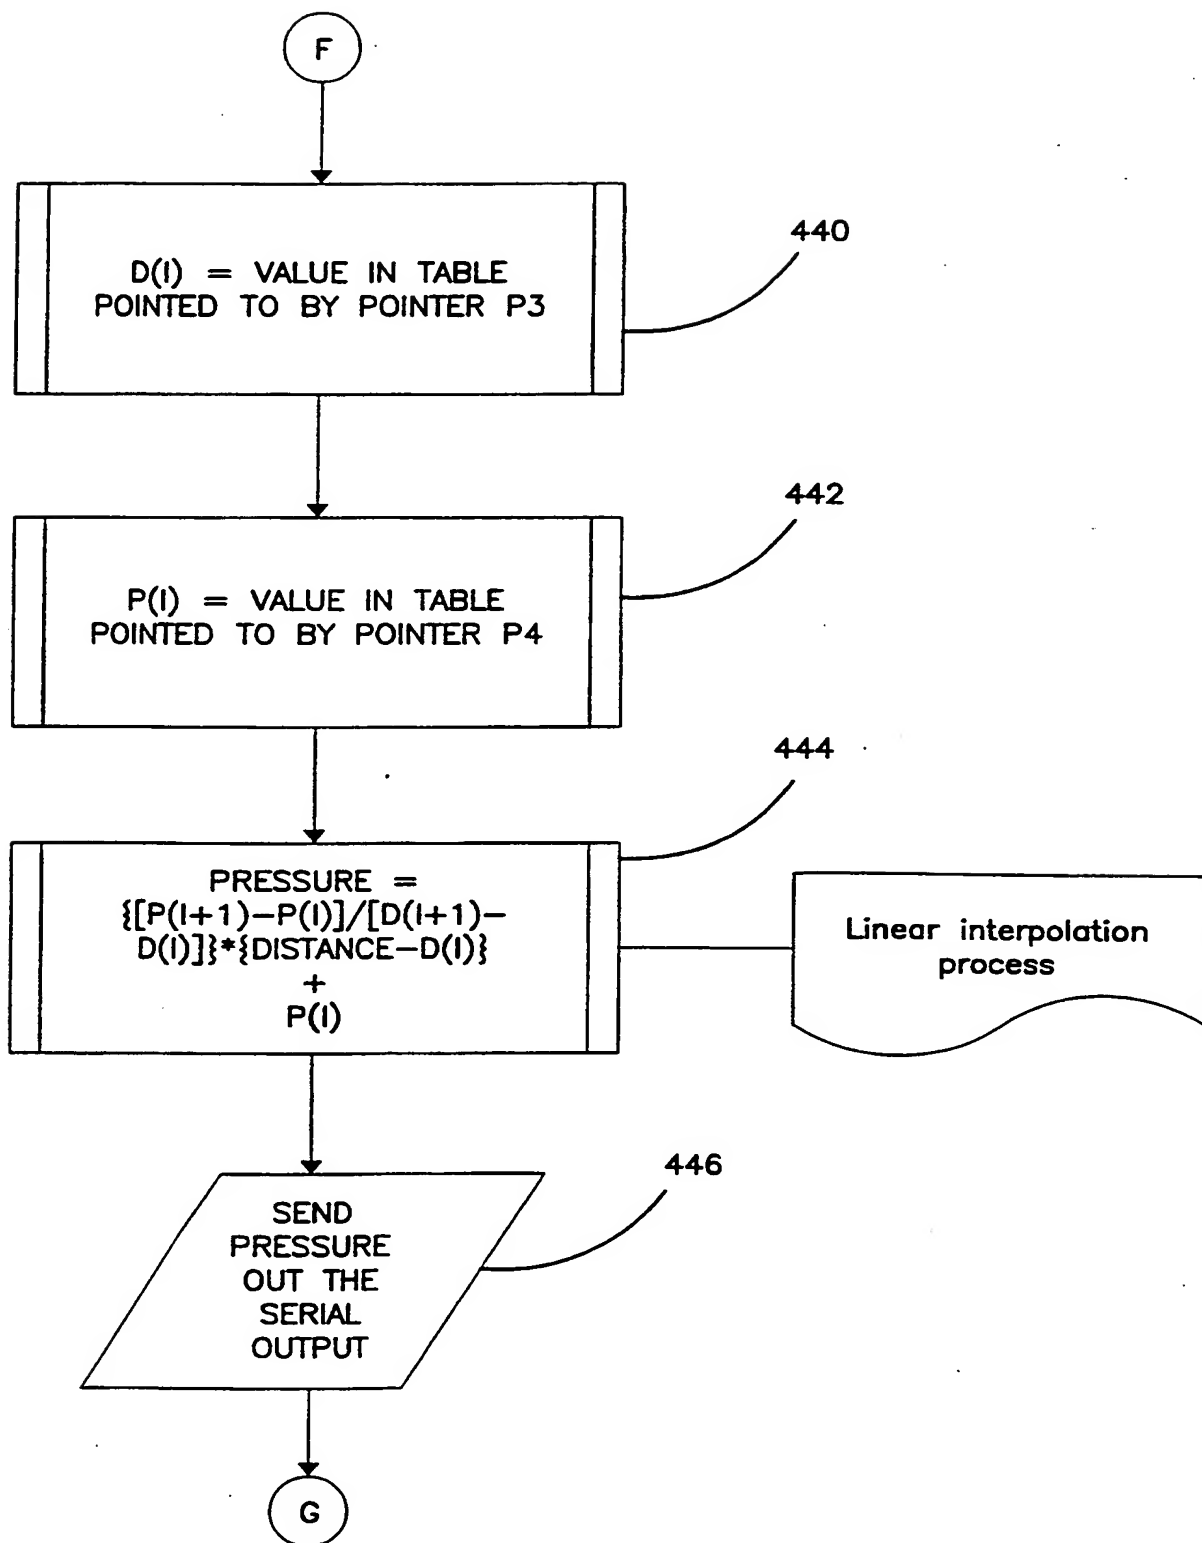 F
D(I) = VALUE IN TABLE
POINTED TO BY POINTER P3
440
P(I) = VALUE IN TABLE
POINTED TO BY POINTER P4
442
PRESSURE =
{[P(I+1)-P(I)]/[D(I+1)-
D(I)]}*{DISTANCE-D(I)}
+
P(I)
444
Linear interpolation
process
SEND
PRESSURE
OUT THE
SERIAL
OUTPUT
446
G